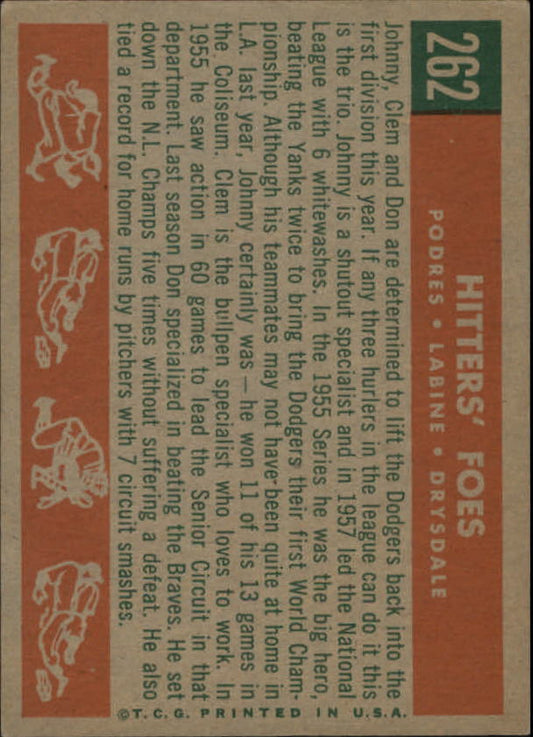 262
HITTERS' FOES
PODRES • LABINE • DRYSDALE
Johnny, Clem and Don are determined to lift the Dodgers back into the
first division this year. If any three hurlers in the league can do it this
is the trio. Johnny is a shutout specialist and in 1957 led the National
League with 6 whitewashes. In the 1955 Series he was the big hero,
beating the Yanks twice to bring the Dodgers their first World Cham-
pionship. Although his teammates may not have been quite at home in
L.A. last year, Johnny certainly was — he won 11 of his 13 games in
the Coliseum. Clem is the bullpen specialist who loves to work. In
1955 he saw action in 60 games to lead the Senior Circuit in that
department. Last season Don specialized in beating the Braves. He set
down the N.L. Champs five times without suffering a defeat. He also
tied a record for home runs by pitchers with 7 circuit smashes.
© T. C. G. PRINTED IN U.S.A.